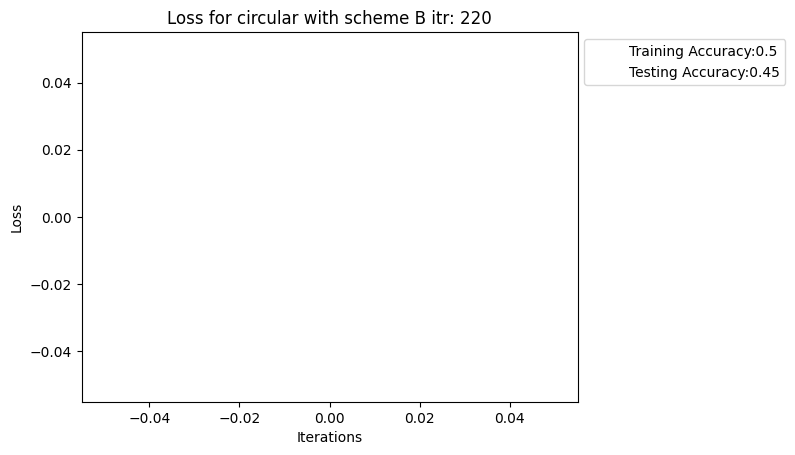 Loss for circular with scheme B itr: 220
Training Accuracy:0.5
Testing Accuracy:0.45
0.04
0.02
0.00
−0.02
−0.04
Loss
−0.04 −0.02 0.00 0.02 0.04
Iterations